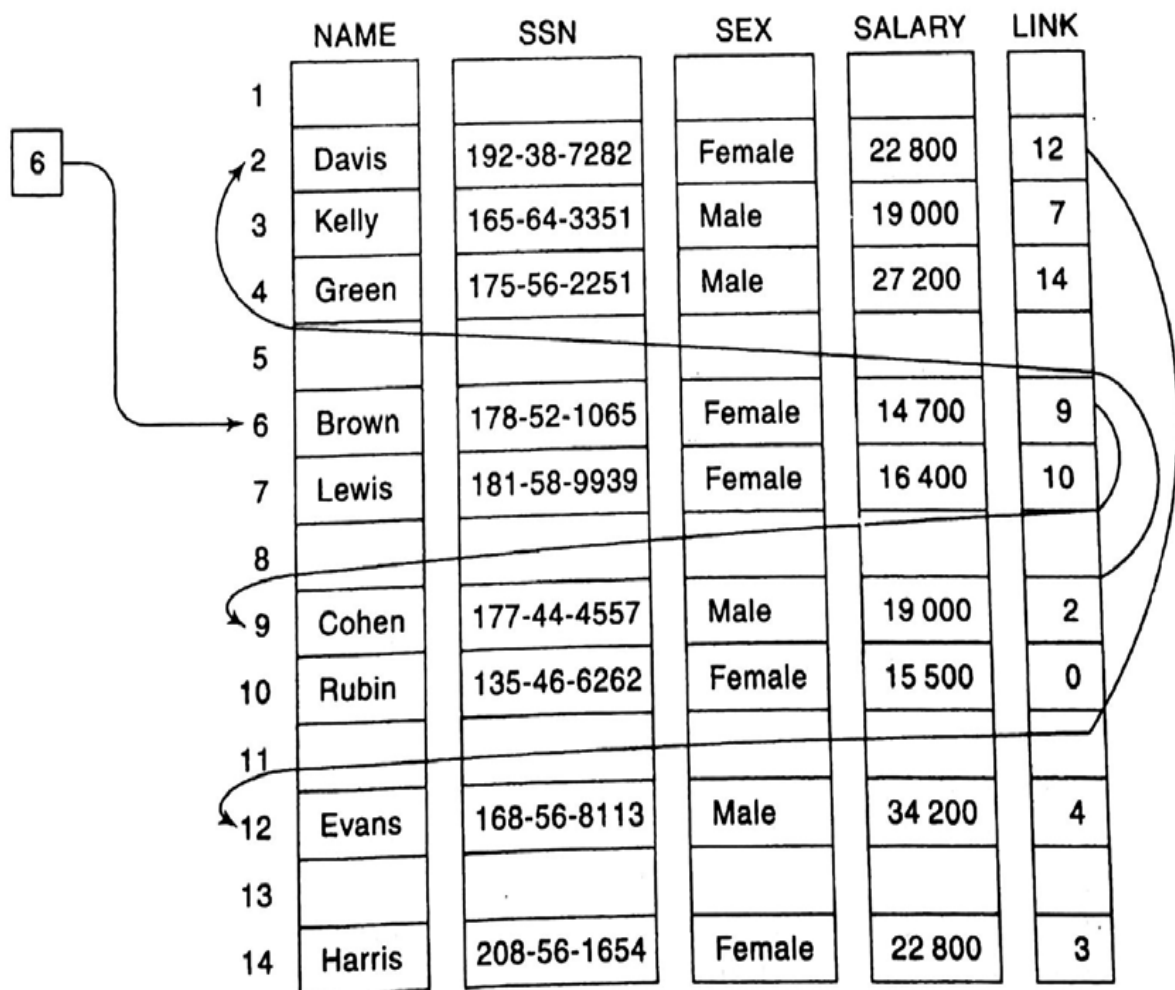 NAME SSN SEX SALARY LINK
1
6
2 Davis 192-38-7282 Female 22 800 12
3 Kelly 165-64-3351 Male 19 000 7
4 Green 175-56-2251 Male 27 200 14
5
6 Brown 178-52-1065 Female 14 700 9
7 Lewis 181-58-9939 Female 16 400 10
8
9 Cohen 177-44-4557 Male 19 000 2
10 Rubin 135-46-6262 Female 15 500 0
11
12 Evans 168-56-8113 Male 34 200 4
13
14 Harris 208-56-1654 Female 22 800 3